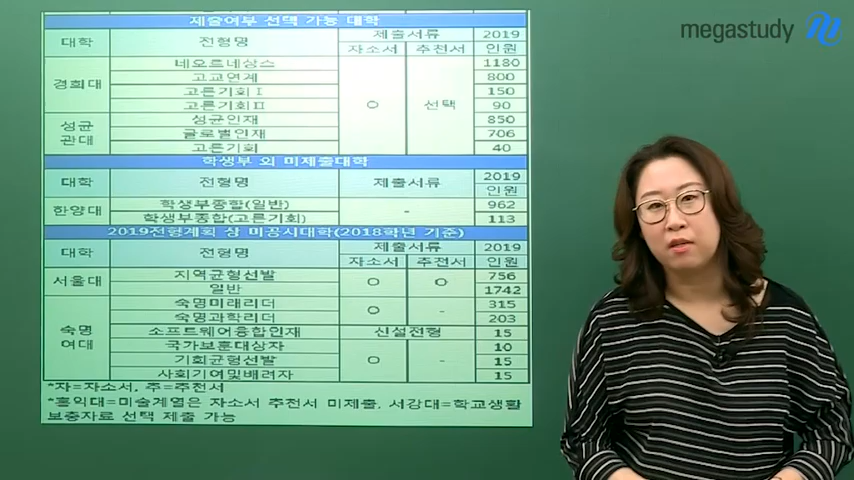 megastudy
제출여부 선택 가능 대학
대학 전형명 제출서류 2019
자소서 추천서 인원
경희대 네오르네상스 ○ 선택 1180
고교연계 800
고른기회 I 150
고른기회 II 90
성균관대 성균인재 850
글로벌인재 706
고른기회 40
학생부 외 미제출대학
대학 전형명 제출서류 2019
인원
한양대 학생부종합(일반) - 962
학생부종합(고른기회) 113
2019전형계획 상 미공시대학(2018학년 기준)
대학 전형명 제출서류 2019
자소서 추천서 인원
서울대 지역균형선발 ○ ○ 756
일반 1742
숙명여대 숙명미래리더 ○ - 315
숙명과학리더 203
소프트웨어융합인재 신설전형 15
국가보훈대상자 ○ - 10
기회균형선발 15
사회기여및배려자 15
*자=자소서, 추=추천서
*홍익대=미술계열은 자소서 추천서 미제출, 서강대=학교생활
보충자료 선택 제출 가능